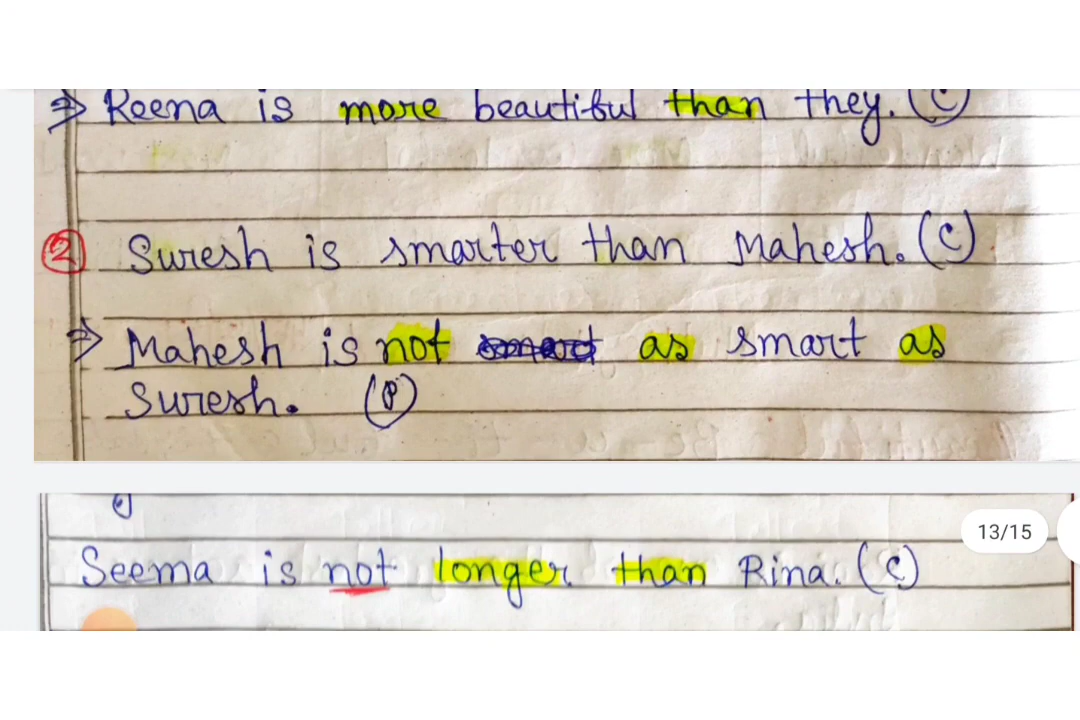 ⇒ Reena is more beautiful than they. (C)
② Suresh is smarter than Mahesh. (C)
⇒ Mahesh is not as smart as
Suresh. (P)
13/15
Seema is not longer than Rina. (C)